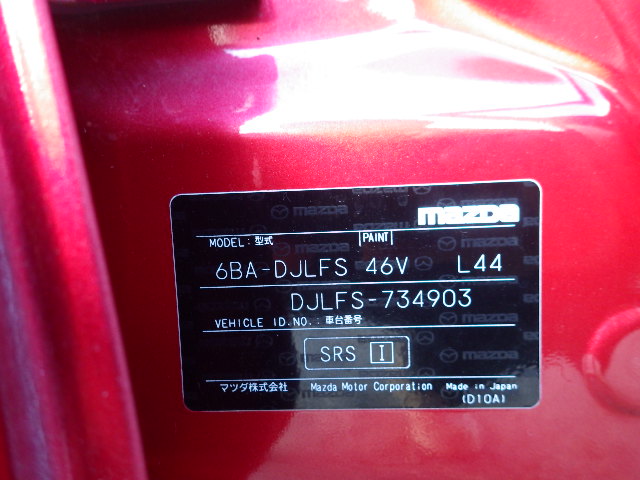 mazda
MODEL: 型式 PAINT
6BA-DJLFS 46V L44
DJLFS-734903
VEHICLE ID.NO.: 車台番号
SRS I
マツダ株式会社 Mazda Motor Corporation Made in Japan
(D10A)